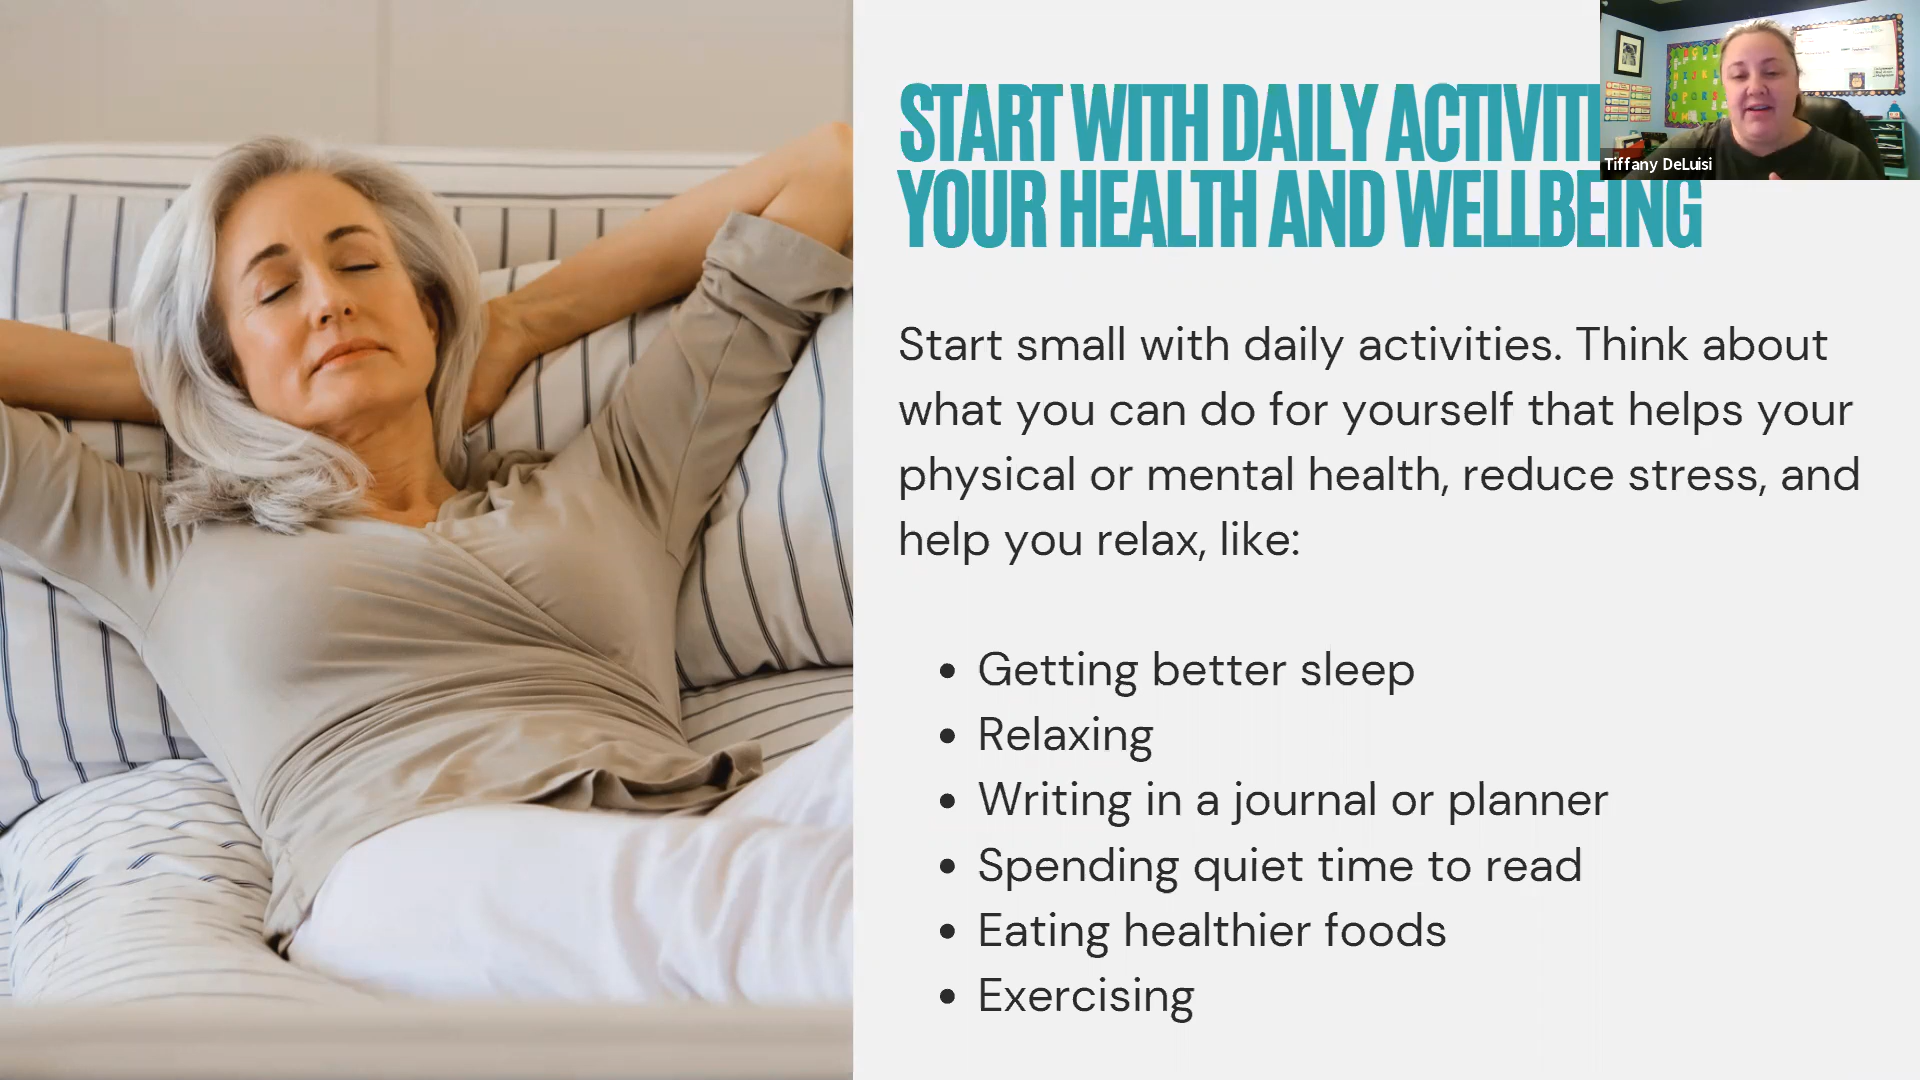 START WITH DAILY ACTIVITI
YOUR HEALTH AND WELLBEING
Start small with daily activities. Think about
what you can do for yourself that helps your
physical or mental health, reduce stress, and
help you relax, like:
• Getting better sleep
• Relaxing
• Writing in a journal or planner
• Spending quiet time to read
• Eating healthier foods
• Exercising
Tiffany DeLuisi